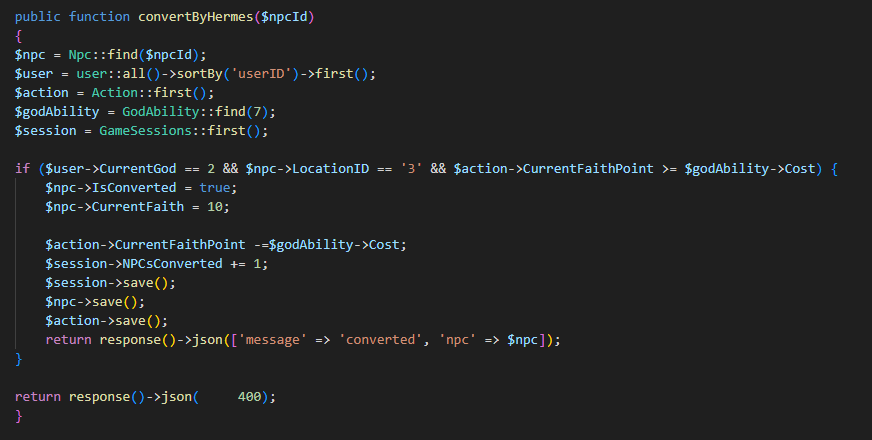 public function convertByHermes($npcId)
{
$npc = Npc::find($npcId);
$user = user::all()->sortBy('userID')->first();
$action = Action::first();
$godAbility = GodAbility::find(7);
$session = GameSessions::first();
if ($user->CurrentGod == 2 && $npc->LocationID == '3' && $action->CurrentFaithPoint >= $godAbility->Cost) {
    $npc->IsConverted = true;
    $npc->CurrentFaith = 10;
    $action->CurrentFaithPoint -=$godAbility->Cost;
    $session->NPCsConverted += 1;
    $session->save();
    $npc->save();
    $action->save();
    return response()->json(['message' => 'converted', 'npc' => $npc]);
}
return response()->json(     400);
}